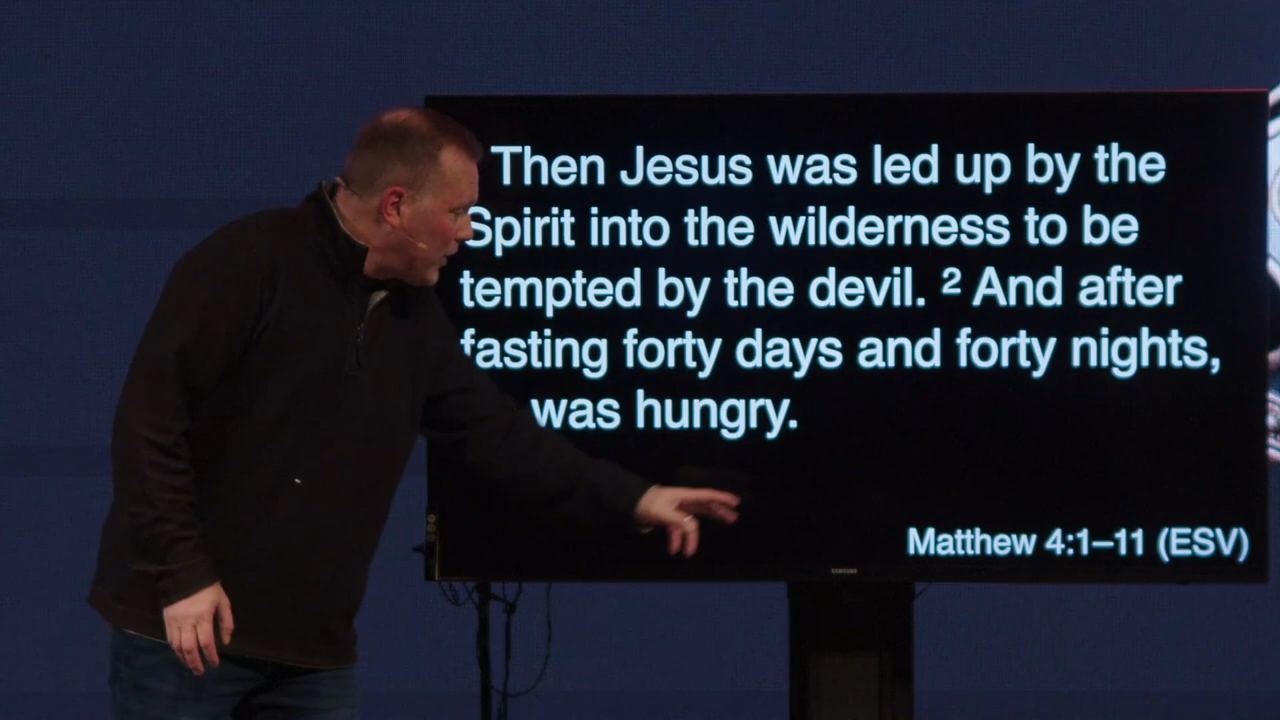 Then Jesus was led up by the
Spirit into the wilderness to be
tempted by the devil. ² And after
fasting forty days and forty nights,
was hungry.
Matthew 4:1–11 (ESV)
SAMSUNG